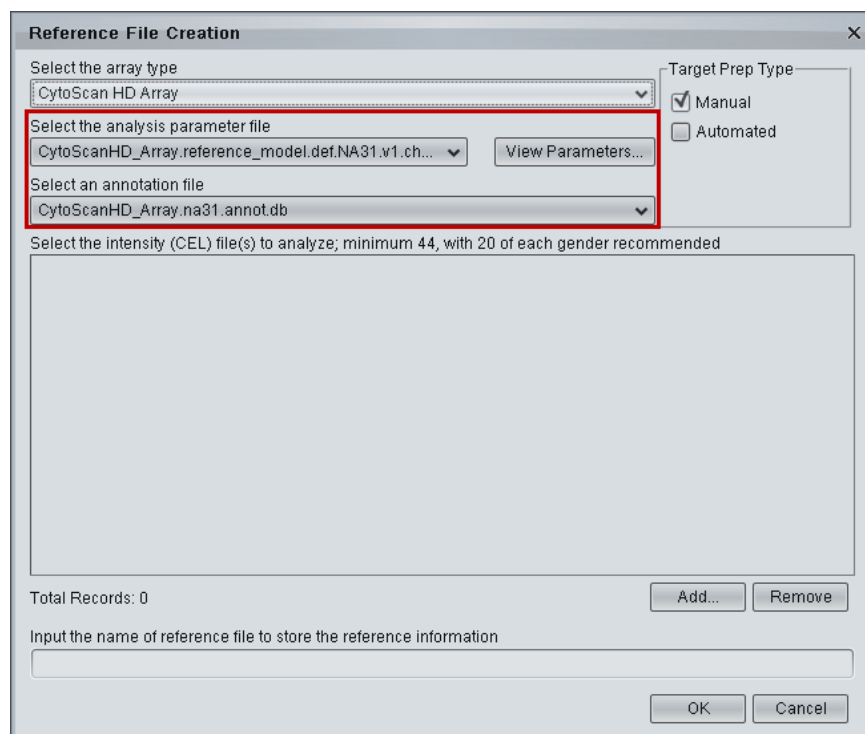 Reference File Creation
Select the array type
Target Prep Type
CytoScan HD Array
Manual
Select the analysis parameter file
Automated
CytoScanHD_Array.reference_model.def.NA31.v1.ch...
View Parameters...
Select an annotation file
CytoScanHD_Array.na31.annot.db
Select the intensity (CEL) file(s) to analyze; minimum 44, with 20 of each gender recommended
Total Records: 0
Add...
Remove
Input the name of reference file to store the reference information
OK
Cancel